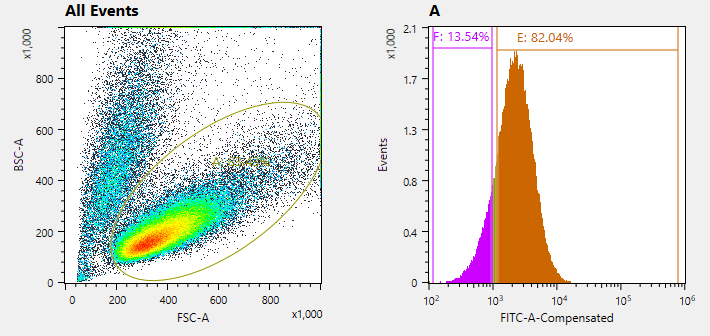 All Events
x1,000
800
600
400
200
0
BSC-A
0 200 400 600 800
x1,000
FSC-A
A
x1,000
F: 13.54%
E: 82.04%
2.1
1.7
1.3
0.8
0.4
0
Events
10² 10³ 10⁴ 10⁵ 10⁶
FITC-A-Compensated